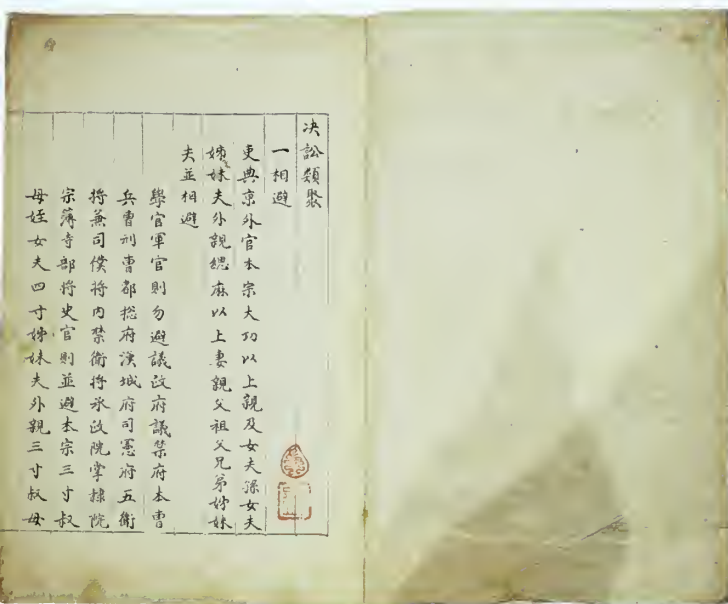 決訟類聚
一相避
吏典京外官本宗大功以上親及女夫孫女夫
姊妹夫外親緦麻以上妻親父祖父兄弟姊妹
夫並相避
學官軍官則勿避議政府議禁府本曹
兵曹刑曹都捴府漢城府司憲府五衛
將兼司僕將內禁衛將承政院掌隸院
宗薄寺部將史官則並避本宗三寸叔
母姪女夫四寸姊妹夫外親三寸叔母